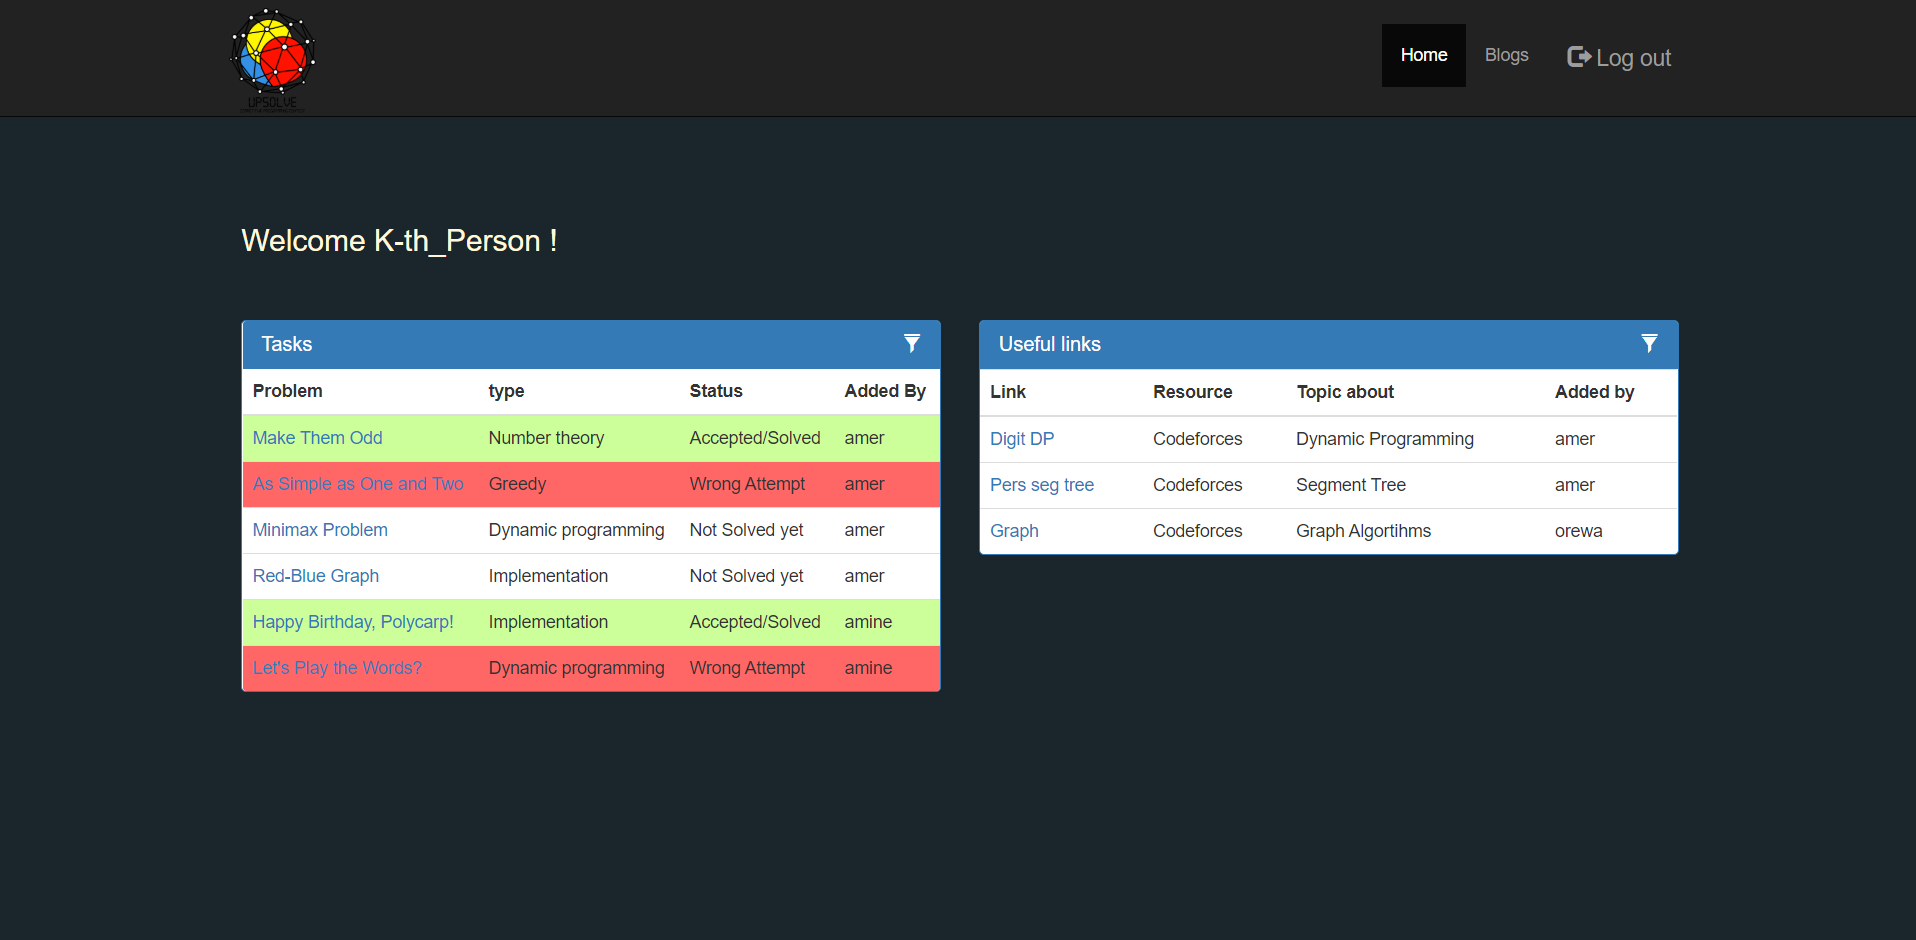 UPSOLVE
Home Blogs Log out
Welcome K-th_Person !
Tasks
Problem type Status Added By
Make Them Odd Number theory Accepted/Solved amer
As Simple as One and Two Greedy Wrong Attempt amer
Minimax Problem Dynamic programming Not Solved yet amer
Red-Blue Graph Implementation Not Solved yet amer
Happy Birthday, Polycarp! Implementation Accepted/Solved amine
Let's Play the Words? Dynamic programming Wrong Attempt amine
Useful links
Link Resource Topic about Added by
Digit DP Codeforces Dynamic Programming amer
Pers seg tree Codeforces Segment Tree amer
Graph Codeforces Graph Algortihms orewa